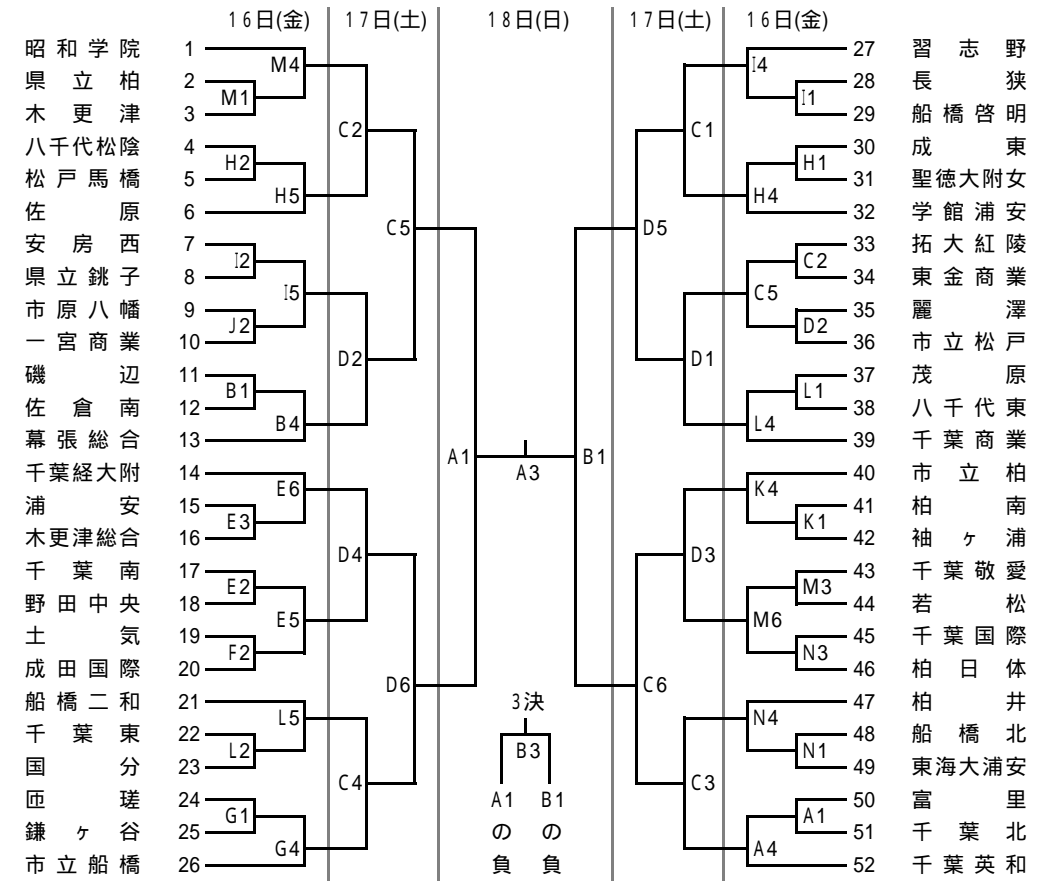 16日(金) 17日(土) 18日(日) 17日(土) 16日(金)
昭和学院 1 27 習志野
M4 I4
県立柏 2 28 長狭
M1 I1
木更津 3 29 船橋啓明
C2 C1
八千代松陰 4 30 成東
H2 H1
松戸馬橋 5 31 聖徳大附女
H5 H4
佐原 6 32 学館浦安
C5 D5
安房西 7 33 拓大紅陵
I2 C2
県立銚子 8 34 東金商業
I5 C5
市原八幡 9 35 麗澤
J2 D2
一宮商業 10 36 市立松戸
D2 D1
磯辺 11 37 茂原
B1 L1
佐倉南 12 38 八千代東
B4 L4
幕張総合 13 39 千葉商業
A1 A3 B1
千葉経大附 14 40 市立柏
E6 K4
浦安 15 41 柏南
E3 K1
木更津総合 16 42 袖ヶ浦
D4 D3
千葉南 17 43 千葉敬愛
E2 M3
野田中央 18 44 若松
E5 M6
土気 19 45 千葉国際
F2 N3
成田国際 20 46 柏日体
D6 C6
船橋二和 21 3決 47 柏井
L5 N4
千葉東 22 48 船橋北
L2 B3 N1
国分 23 49 東海大浦安
C4 C3
匝瑳 24 A1の負 B1の負 50 富里
G1 A1
鎌ヶ谷 25 51 千葉北
G4 A4
市立船橋 26 52 千葉英和